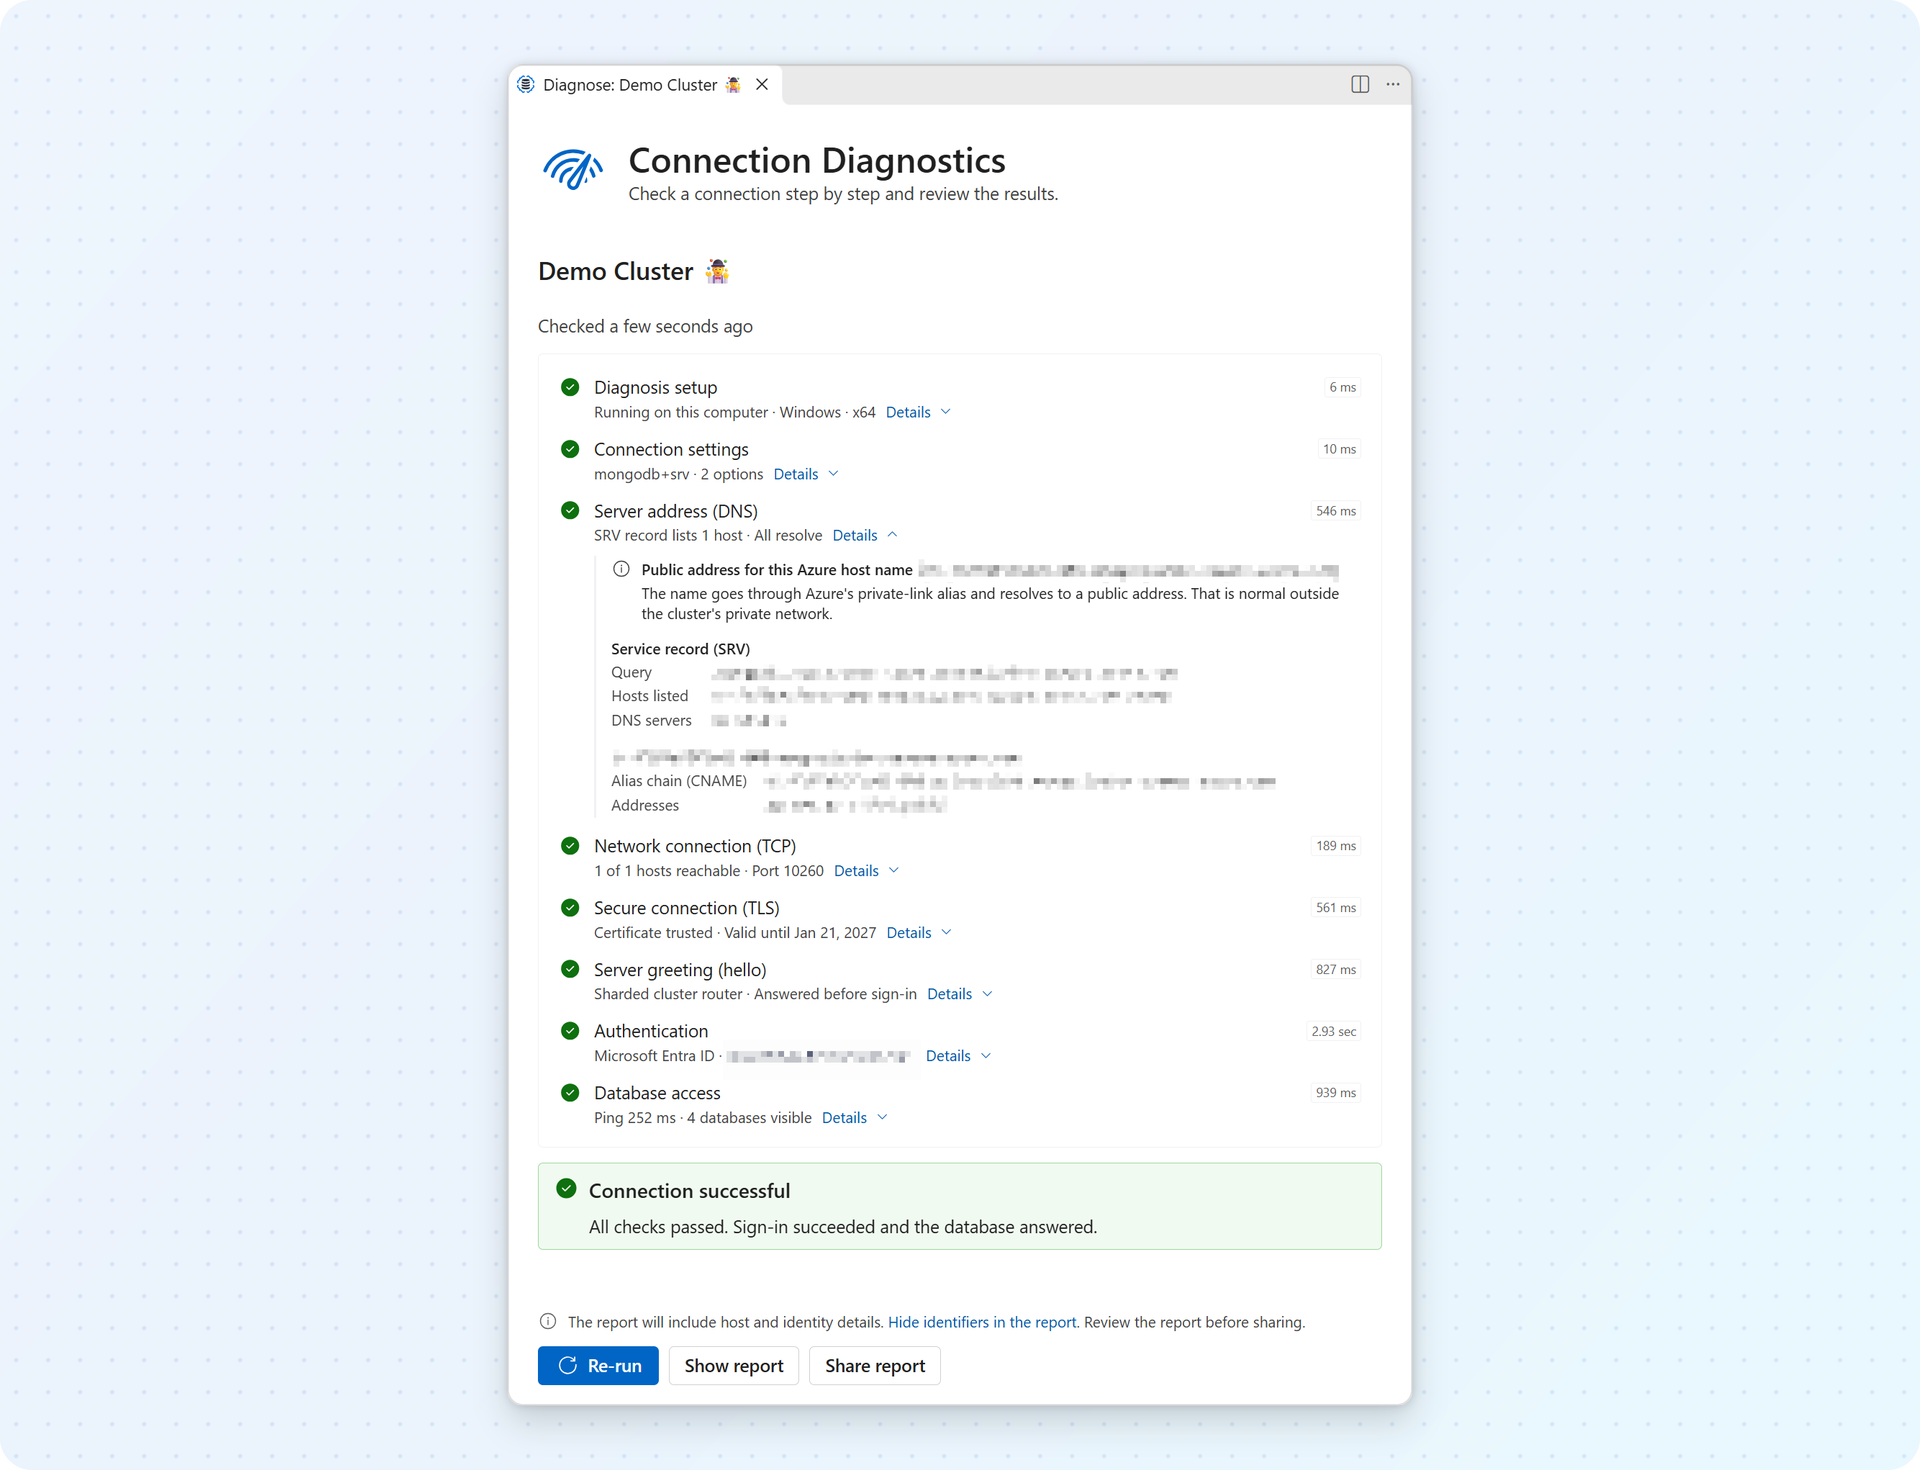 Diagnose: Demo Cluster
Connection Diagnostics
Check a connection step by step and review the results.
Demo Cluster
Checked a few seconds ago
Diagnosis setup
6 ms
Running on this computer · Windows · x64 Details
Connection settings
10 ms
mongodb+srv · 2 options Details
Server address (DNS)
546 ms
SRV record lists 1 host · All resolve Details
Public address for this Azure host name
The name goes through Azure's private-link alias and resolves to a public address. That is normal outside
the cluster's private network.
Service record (SRV)
Query
Hosts listed
DNS servers
Alias chain (CNAME)
Addresses
Network connection (TCP)
189 ms
1 of 1 hosts reachable · Port 10260 Details
Secure connection (TLS)
561 ms
Certificate trusted · Valid until Jan 21, 2027 Details
Server greeting (hello)
827 ms
Sharded cluster router · Answered before sign-in Details
Authentication
2.93 sec
Microsoft Entra ID · Details
Database access
939 ms
Ping 252 ms · 4 databases visible Details
Connection successful
All checks passed. Sign-in succeeded and the database answered.
The report will include host and identity details. Hide identifiers in the report. Review the report before sharing.
Re-run
Show report
Share report